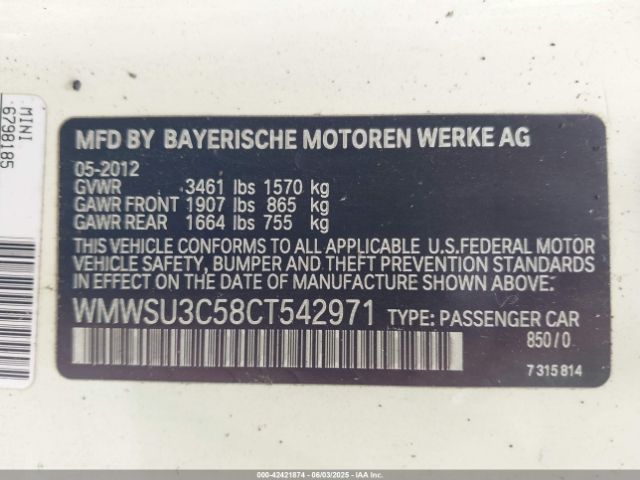 MINI
6798185
MFD BY BAYERISCHE MOTOREN WERKE AG
05-2012
GVWR 3461 lbs 1570 kg
GAWR FRONT 1907 lbs 865 kg
GAWR REAR 1664 lbs 755 kg
THIS VEHICLE CONFORMS TO ALL APPLICABLE U.S.FEDERAL MOTOR
VEHICLE SAFETY, BUMPER AND THEFT PREVENTION STANDARDS
IN EFFECT ON THE DATE OF MANUFACTURE SHOWN ABOVE.
WMWSU3C58CT542971 TYPE: PASSENGER CAR
850/0
7 315 814
000-42421874 - 06/03/2025 - IAAI.COM